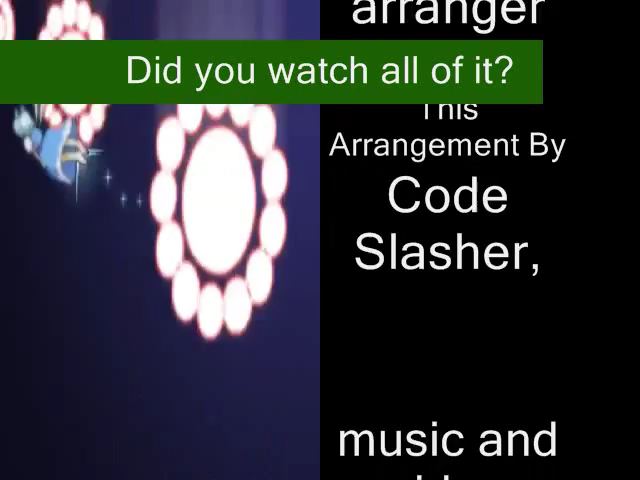 arranger
Did you watch all of it?
This
Arrangement By
Code
Slasher,
music and